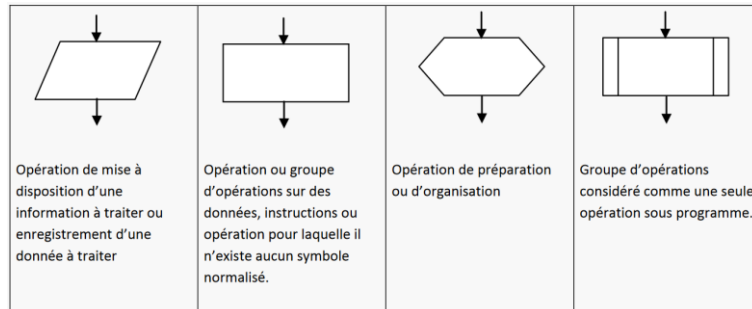 Opération de mise à
disposition d’une
information à traiter ou
enregistrement d’une
donnée à traiter
Opération ou groupe
d’opérations sur des
données, instructions ou
opération pour laquelle il
n’existe aucun symbole
normalisé.
Opération de préparation
ou d’organisation
Groupe d’opérations
considéré comme une seule
opération sous programme.